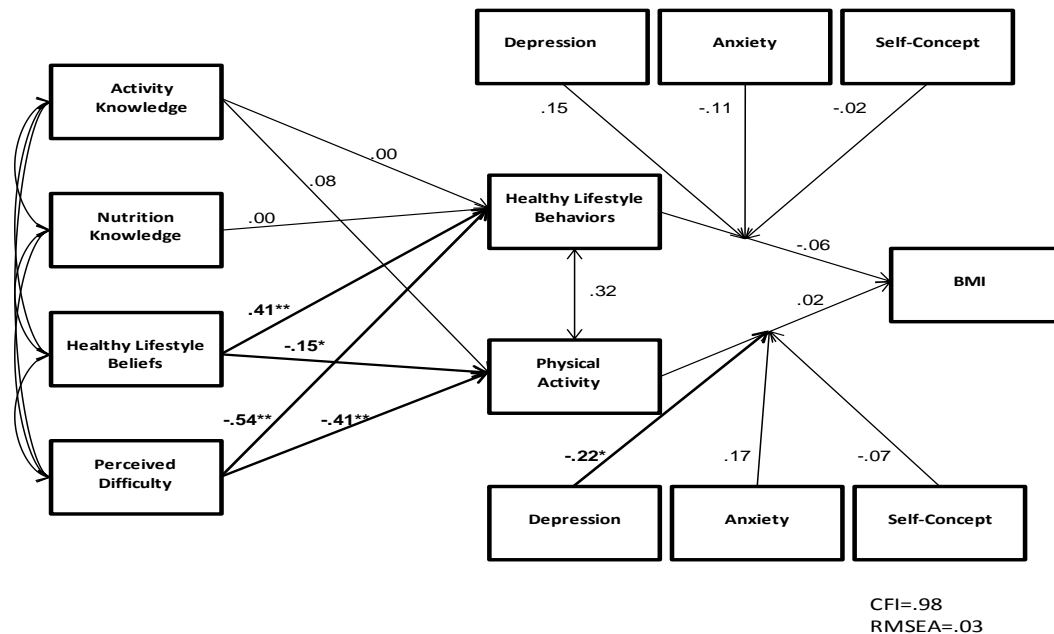 Depression
Anxiety
Self-Concept
Activity
Knowledge
.15
-.11
-.02
.00
.08
Healthy Lifestyle
Behaviors
Nutrition
Knowledge
.00
-.06
BMI
.32
.02
.41**
Healthy Lifestyle
Beliefs
-.15*
Physical
Activity
-.54**
-.41**
Perceived
Difficulty
-.22*
.17
-.07
Depression
Anxiety
Self-Concept
CFI=.98
RMSEA=.03